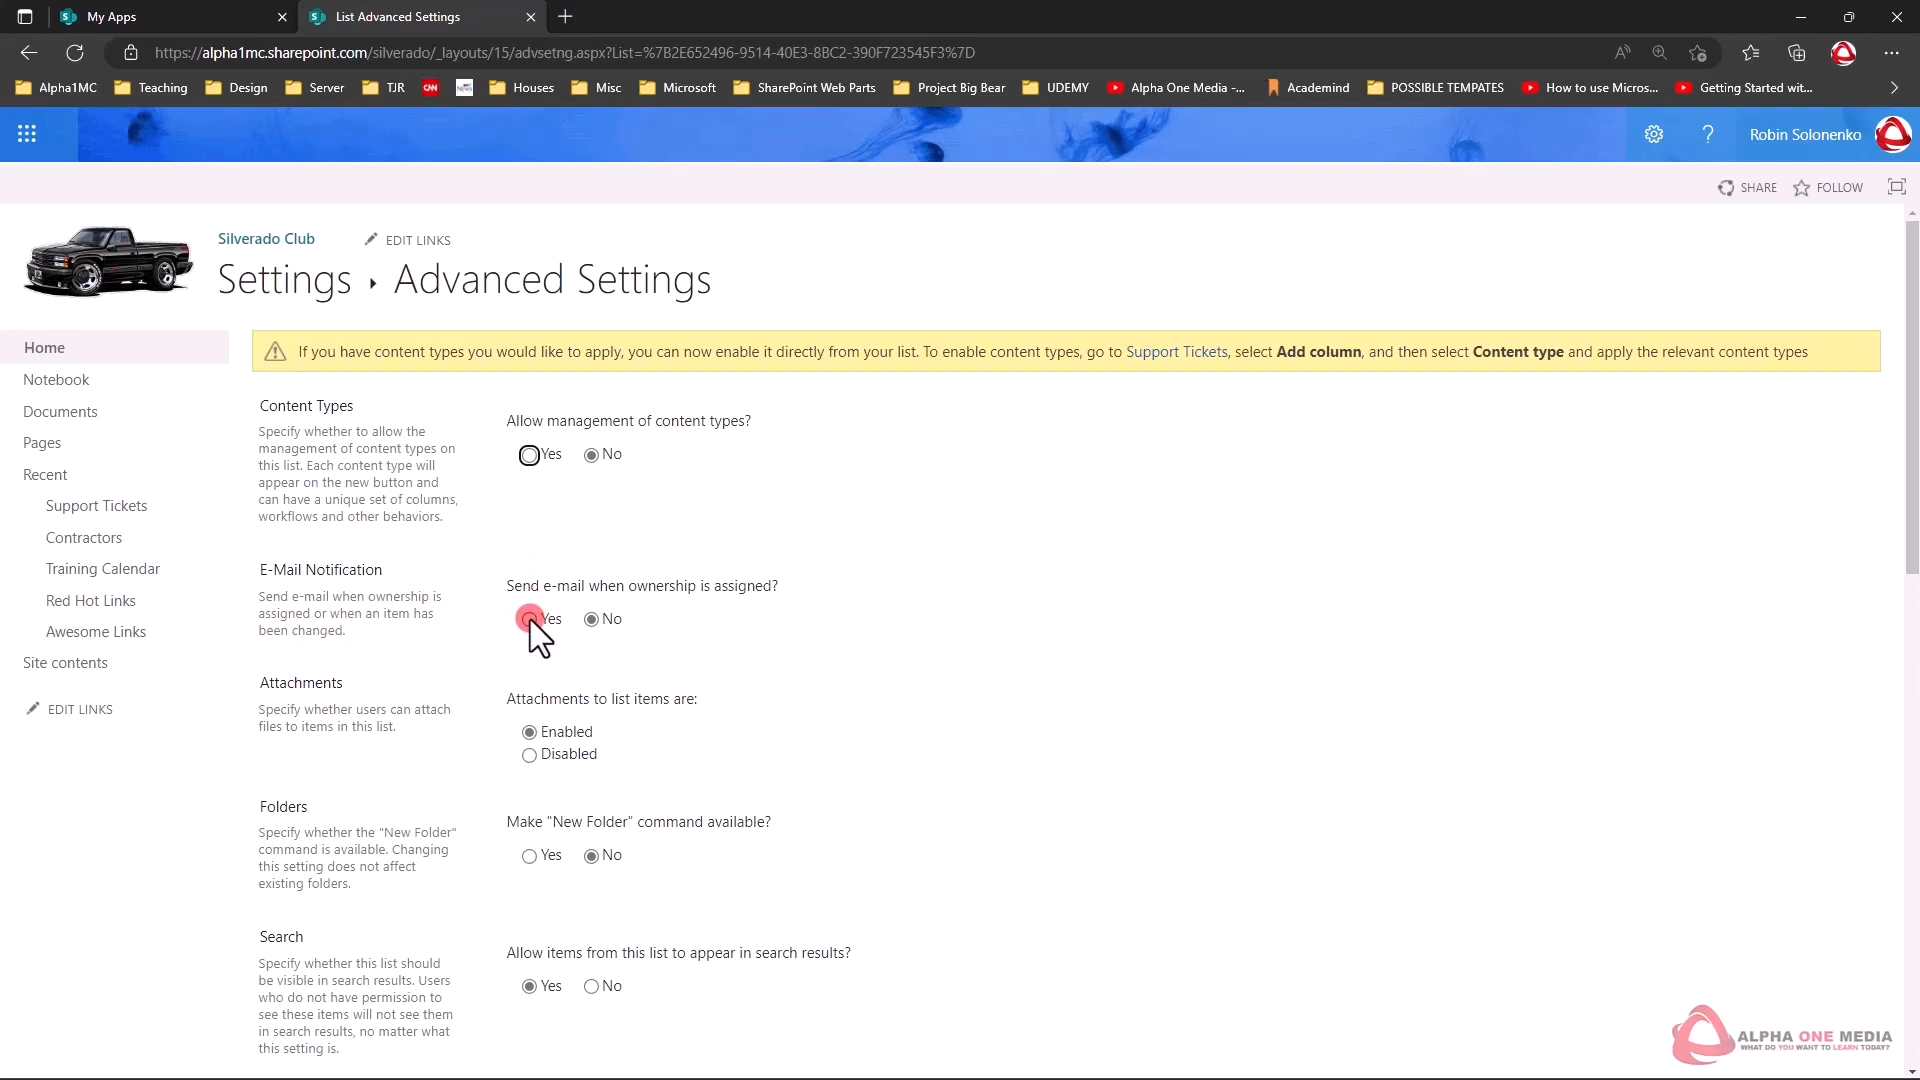 My Apps
List Advanced Settings
https://alpha1mc.sharepoint.com/silverado/_layouts/15/advsetng.aspx?List=%7B2E652496-9514-40E3-8BC2-390F723545F3%7D
Alpha1MC
Teaching
Design
Server
TJR
CNN
Houses
Misc
Microsoft
SharePoint Web Parts
Project Big Bear
UDEMY
Alpha One Media -...
Academind
POSSIBLE TEMPATES
How to use Micros...
Getting Started wit...
Robin Solonenko
SHARE
FOLLOW
Silverado Club
EDIT LINKS
Settings ▸ Advanced Settings
Home
Notebook
Documents
Pages
Recent
Support Tickets
Contractors
Training Calendar
Red Hot Links
Awesome Links
Site contents
EDIT LINKS
If you have content types you would like to apply, you can now enable it directly from your list. To enable content types, go to Support Tickets, select Add column, and then select Content type and apply the relevant content types
Content Types
Specify whether to allow the
management of content types on
this list. Each content type will
appear on the new button and
can have a unique set of columns,
workflows and other behaviors.
Allow management of content types?
Yes No
E-Mail Notification
Send e-mail when ownership is
assigned or when an item has
been changed.
Send e-mail when ownership is assigned?
Yes No
Attachments
Specify whether users can attach
files to items in this list.
Attachments to list items are:
Enabled
Disabled
Folders
Specify whether the "New Folder"
command is available. Changing
this setting does not affect
existing folders.
Make "New Folder" command available?
Yes No
Search
Specify whether this list should
be visible in search results. Users
who do not have permission to
see these items will not see them
in search results, no matter what
this setting is.
Allow items from this list to appear in search results?
Yes No
ALPHA ONE MEDIA
WHAT DO YOU WANT TO LEARN TODAY?